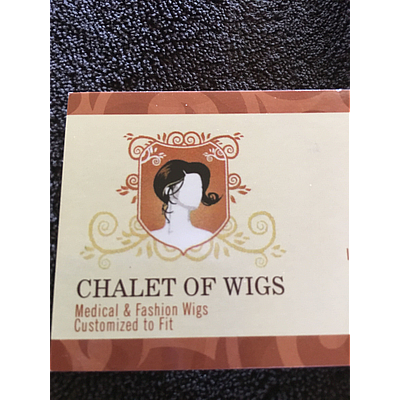 CHALET OF WIGS
Medical & Fashion Wigs
Customized to Fit